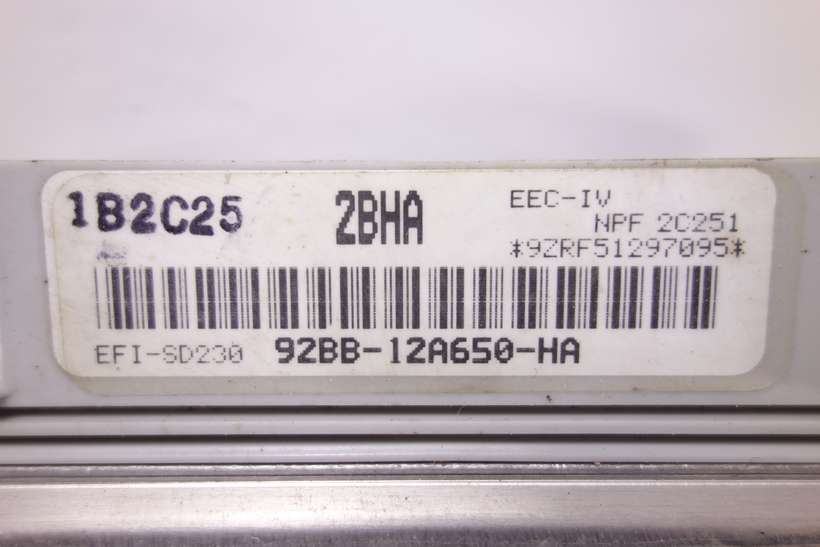 1B2C25 2BHA EEC-IV
NPF 2C251
*9ZRF51297095*
EFI-SD230 92BB-12A650-HA